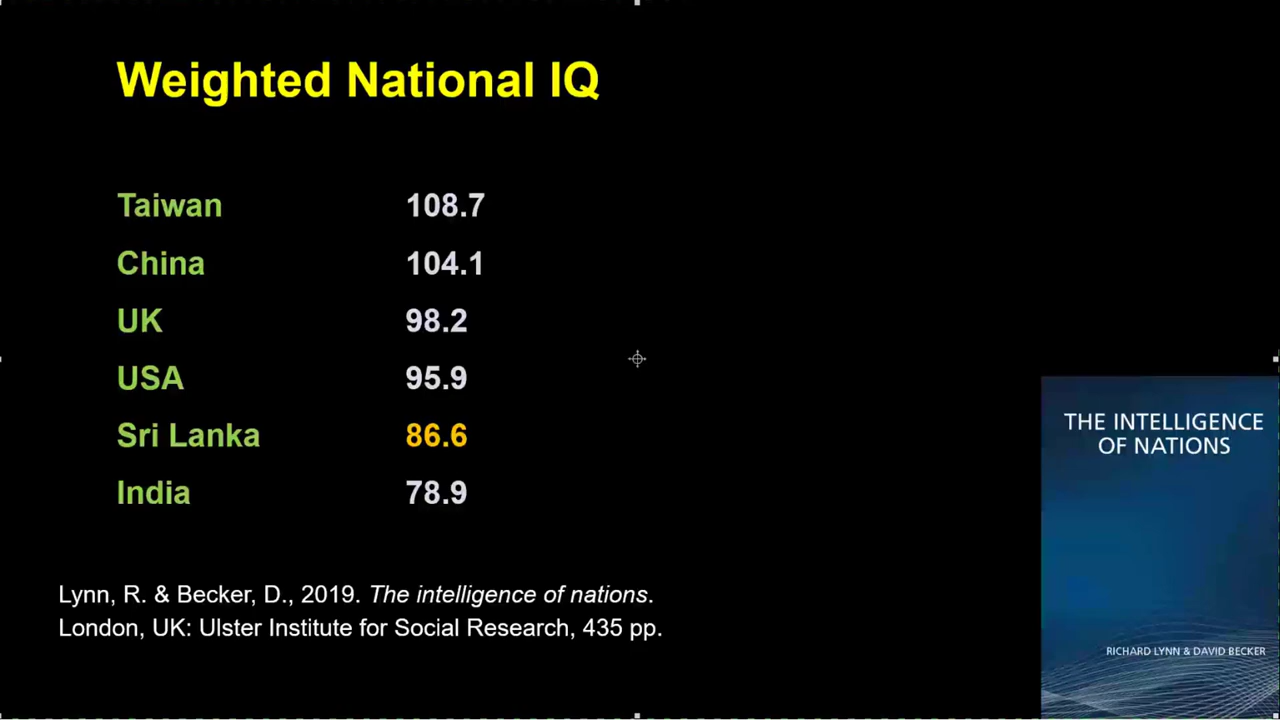 Weighted National IQ
Taiwan 108.7
China 104.1
UK 98.2
USA 95.9
Sri Lanka 86.6
India 78.9
Lynn, R. & Becker, D., 2019. The intelligence of nations.
London, UK: Ulster Institute for Social Research, 435 pp.
THE INTELLIGENCE
OF NATIONS
RICHARD LYNN & DAVID BECKER